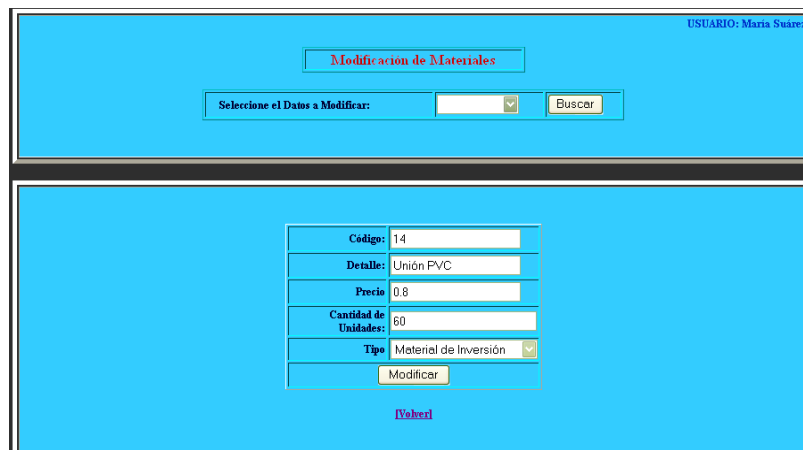 USUARIO: María Suárez
Modificación de Materiales
Seleccione el Datos a Modificar:
Buscar
Código: 14
Detalle: Unión PVC
Precio 0.8
Cantidad de
Unidades: 60
Tipo Material de Inversión
Modificar
[Volver]